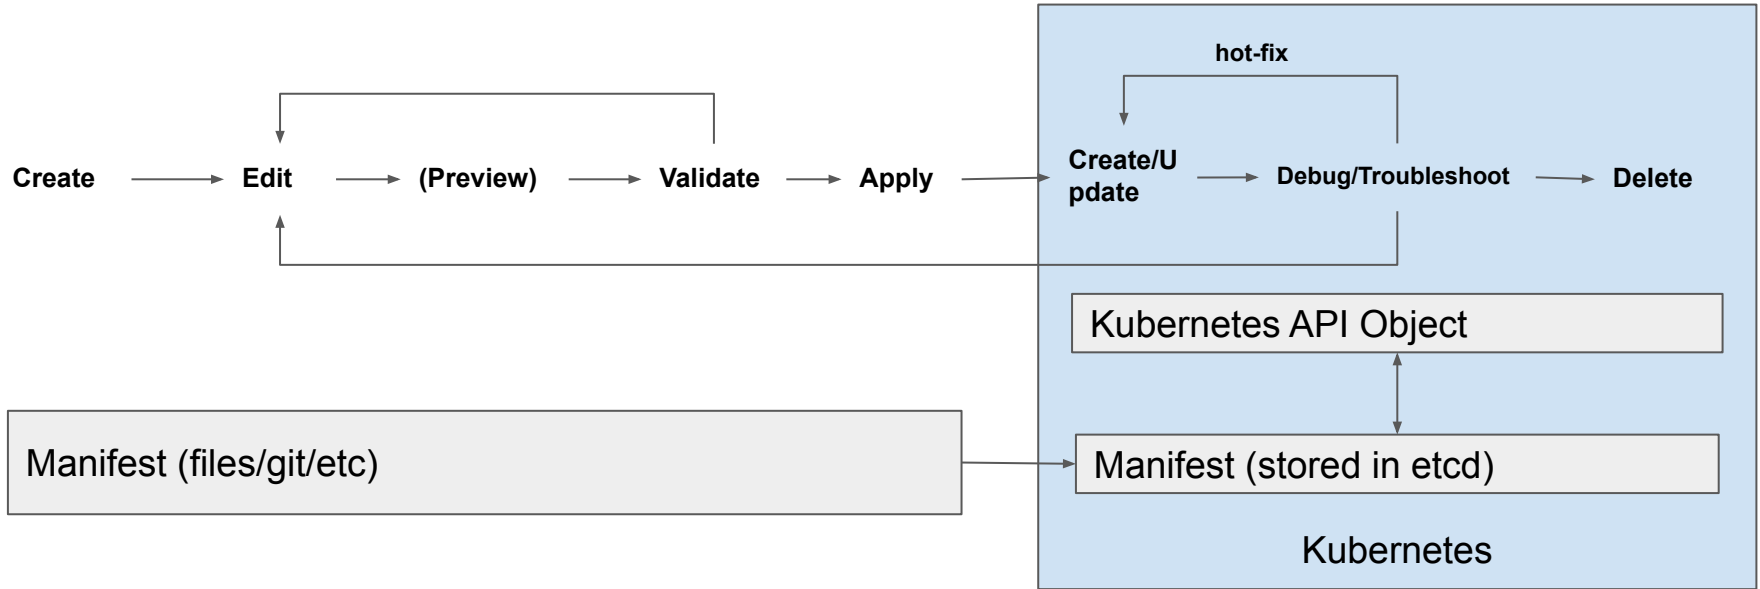 hot-fix
Create
Edit
(Preview)
Validate
Apply
Create/U
pdate
Debug/Troubleshoot
Delete
Kubernetes API Object
Manifest (files/git/etc)
Manifest (stored in etcd)
Kubernetes